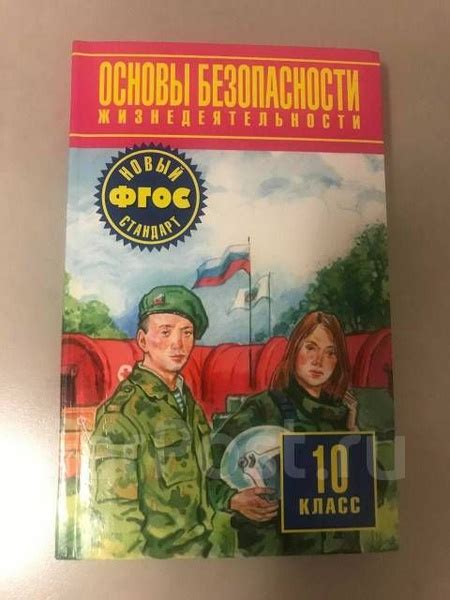 ОСНОВЫ БЕЗОПАСНОСТИ
ЖИЗНЕДЕЯТЕЛЬНОСТИ
НОВЫЙ
ФГОС
СТАНДАРТ
10
КЛАСС